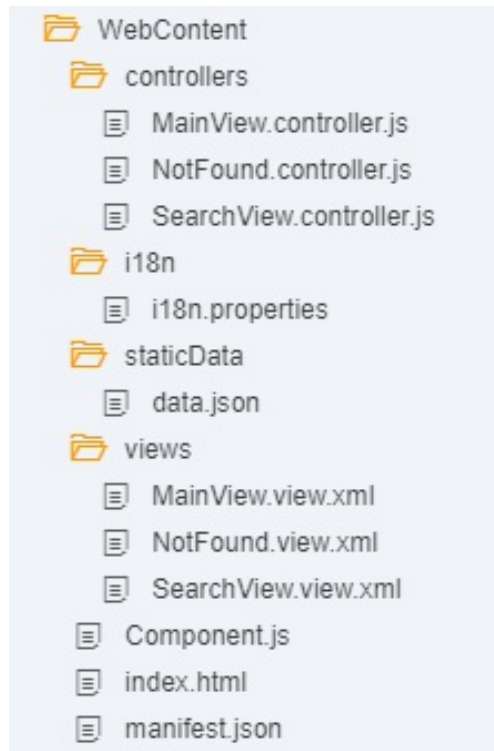 WebContent
controllers
MainView.controller.js
NotFound.controller.js
SearchView.controller.js
i18n
i18n.properties
staticData
data.json
views
MainView.view.xml
NotFound.view.xml
SearchView.view.xml
Component.js
index.html
manifest.json